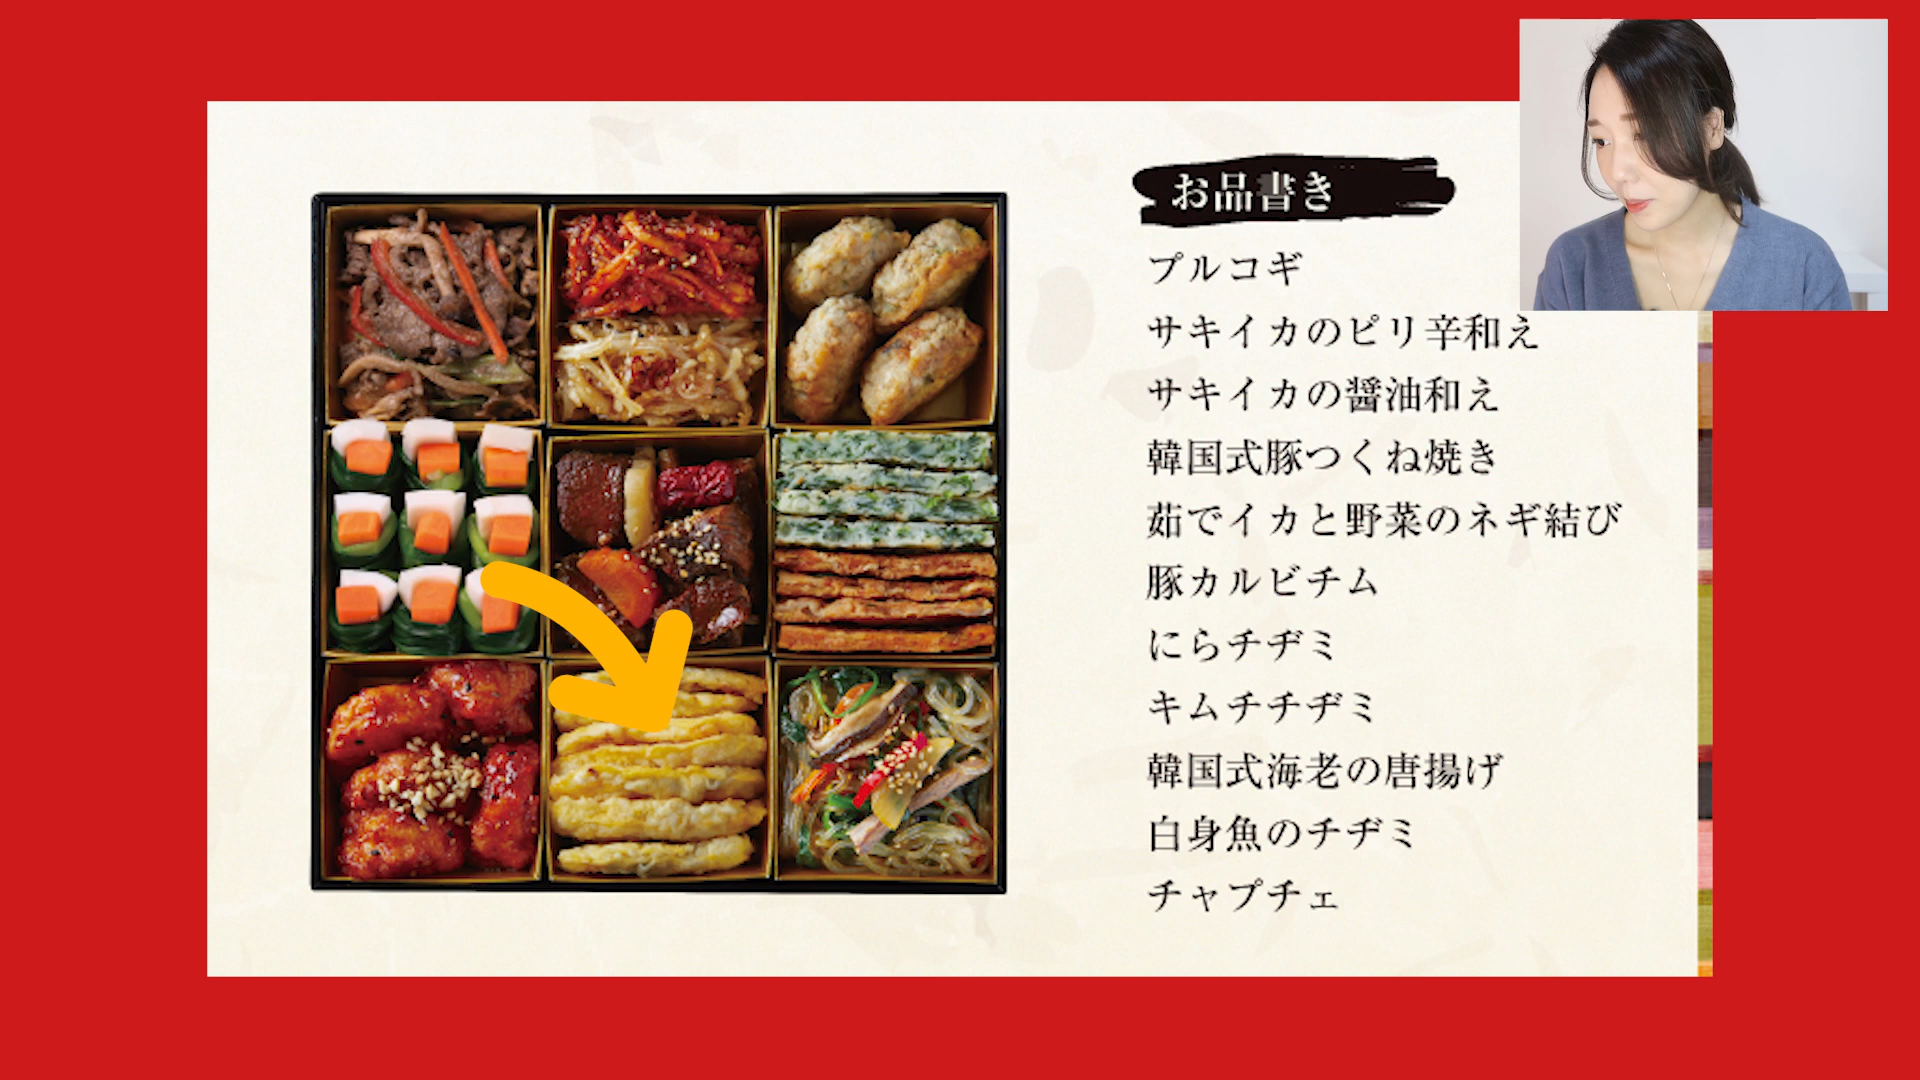 お品書き
プルコギ
サキイカのピリ辛和え
サキイカの醤油和え
韓国式豚つくね焼き
茹でイカと野菜のネギ結び
豚カルビチム
にらチヂミ
キムチチヂミ
韓国式海老の唐揚げ
白身魚のチヂミ
チャプチェ